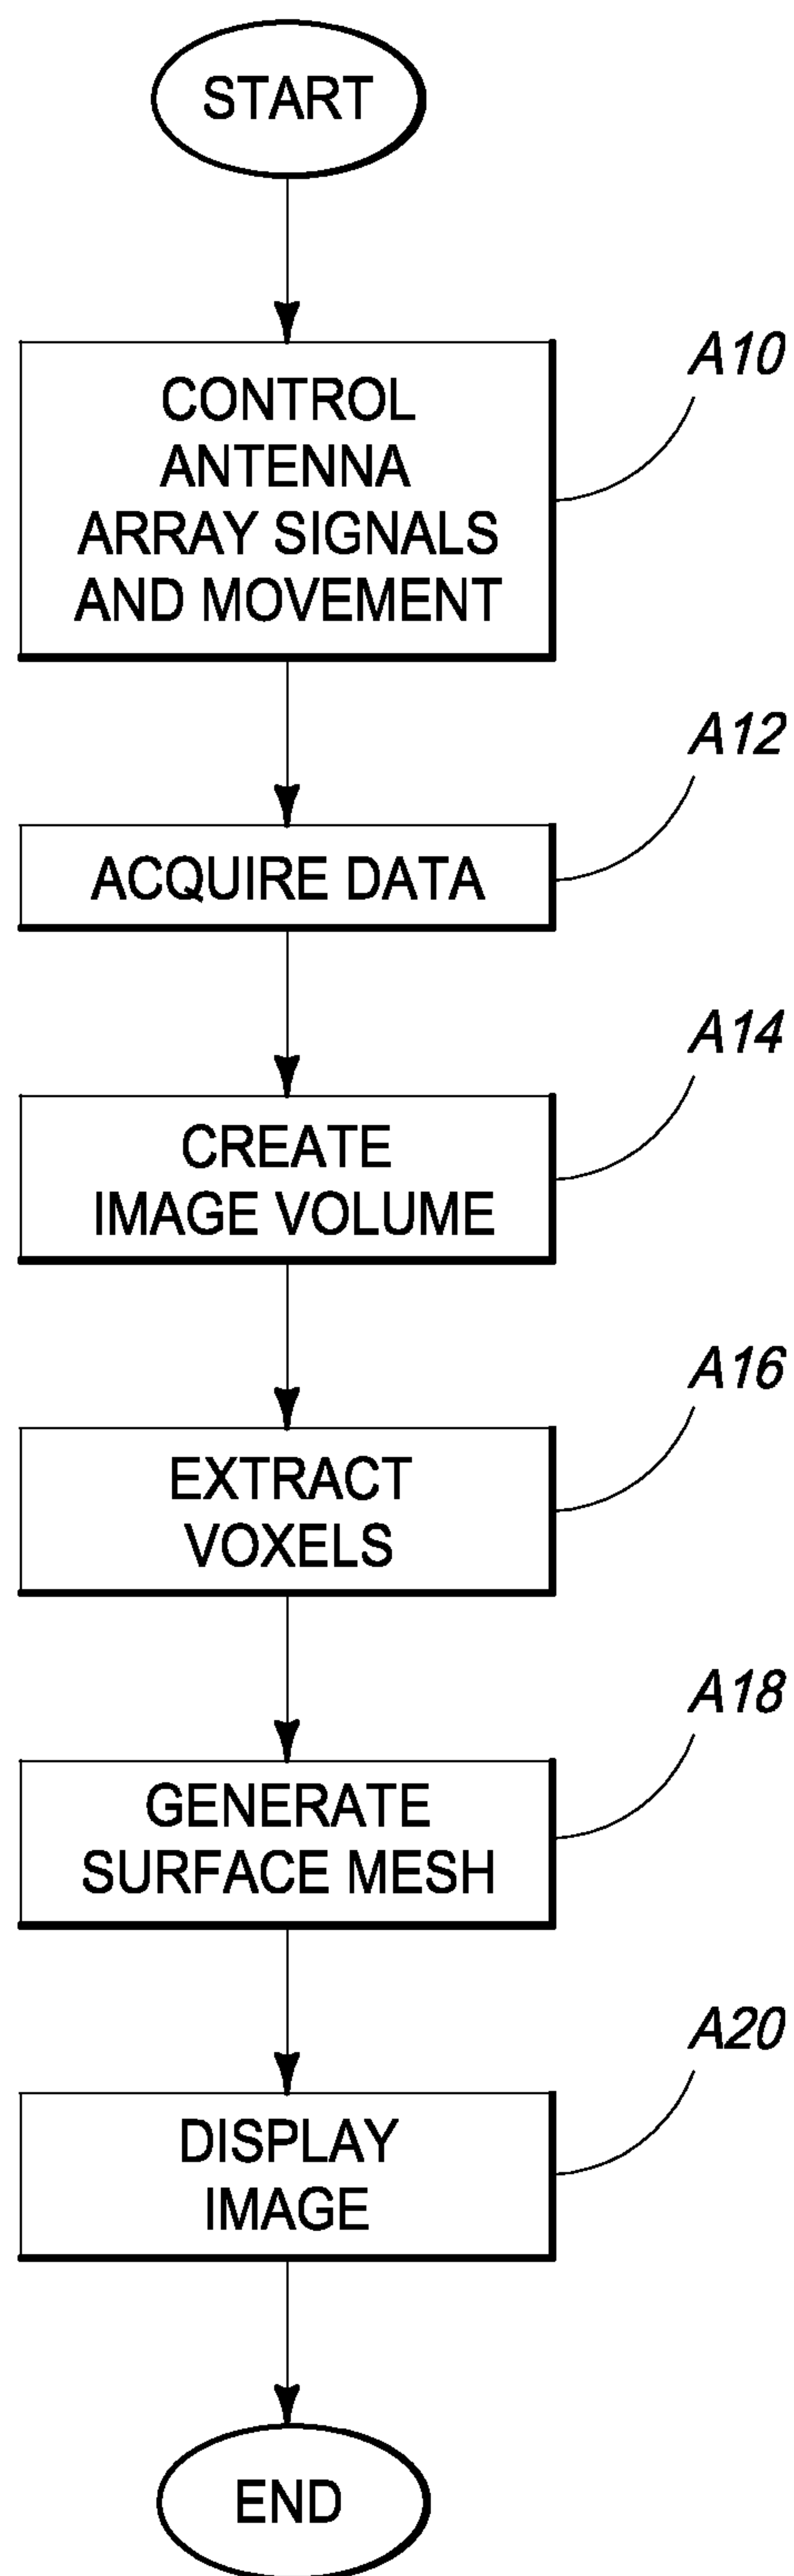 START
A10
CONTROL
ANTENNA
ARRAY SIGNALS
AND MOVEMENT
A12
ACQUIRE DATA
A14
CREATE
IMAGE VOLUME
A16
EXTRACT
VOXELS
A18
GENERATE
SURFACE MESH
A20
DISPLAY
IMAGE
END